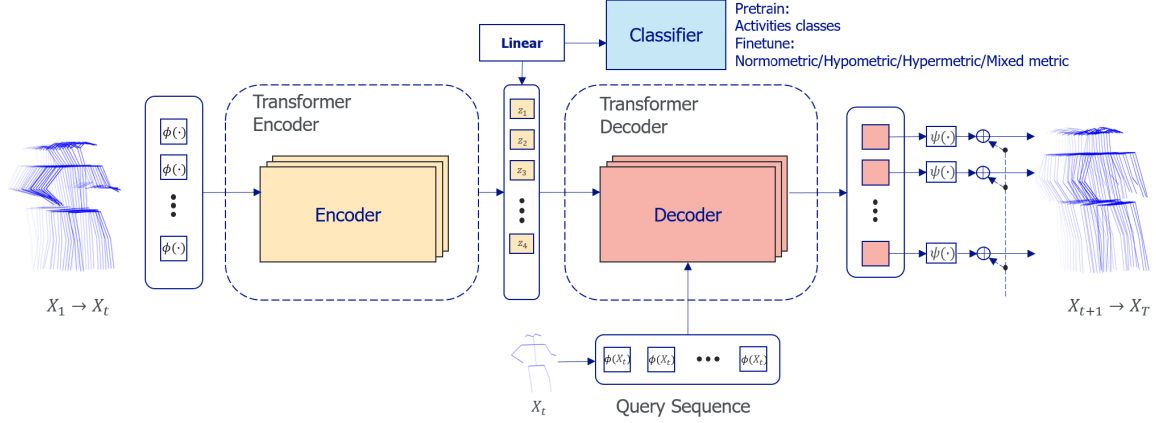 Pretrain:
Activities classes
Finetune:
Normometric/Hypometric/Hypermetric/Mixed metric
Linear
Classifier
Transformer
Encoder
Transformer
Decoder
ϕ(·)
ϕ(·)
ϕ(·)
Encoder
z₁
z₂
z₃
z₄
Decoder
ψ(·)
ψ(·)
ψ(·)
X₁ → Xₜ
Xₜ₊₁ → X_T
Xₜ
ϕ(Xₜ) ϕ(Xₜ) ••• ϕ(Xₜ)
Query Sequence